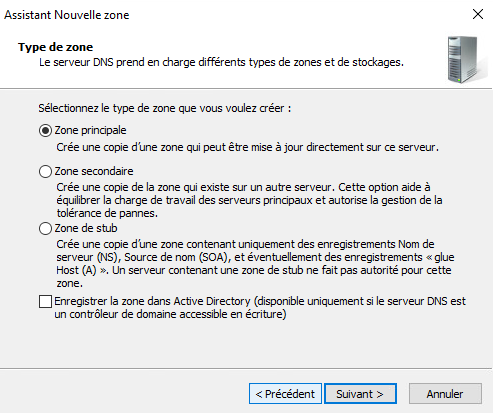 Assistant Nouvelle zone
Type de zone
Le serveur DNS prend en charge différents types de zones et de stockages.
Sélectionnez le type de zone que vous voulez créer :
Zone principale
Crée une copie d'une zone qui peut être mise à jour directement sur ce serveur.
Zone secondaire
Crée une copie de la zone qui existe sur un autre serveur. Cette option aide à
équilibrer la charge de travail des serveurs principaux et autorise la gestion de la
tolérance de pannes.
Zone de stub
Crée une copie d'une zone contenant uniquement des enregistrements Nom de
serveur (NS), Source de nom (SOA), et éventuellement des enregistrements « glue
Host (A) ». Un serveur contenant une zone de stub ne fait pas autorité pour cette
zone.
Enregistrer la zone dans Active Directory (disponible uniquement si le serveur DNS est
un contrôleur de domaine accessible en écriture)
< Précédent
Suivant >
Annuler